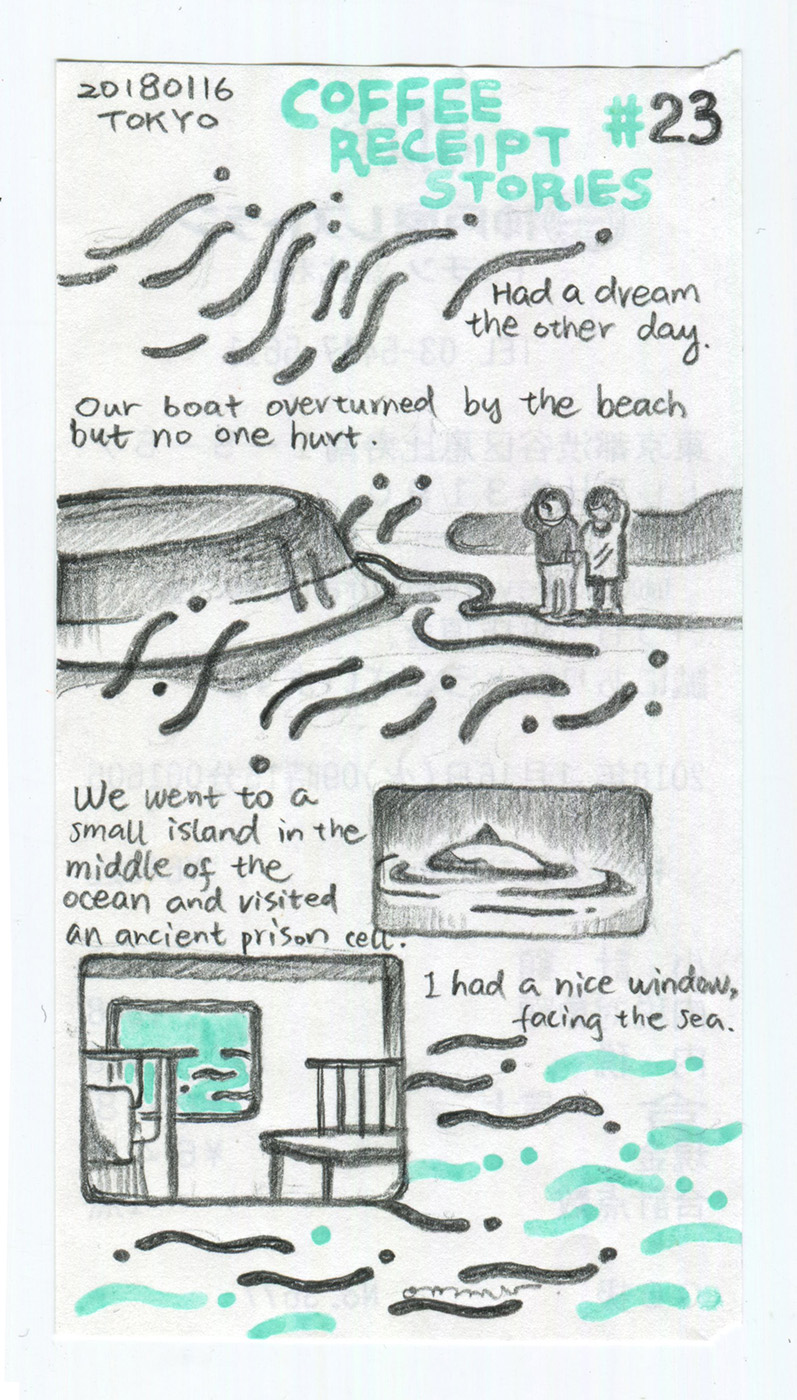 20180116
TOKYO
COFFEE
RECEIPT
STORIES
#23
Had a dream
the other day.
Our boat overturned by the beach
but no one hurt.
We went to a
small island in the
middle of the
ocean and visited
an ancient prison cell.
I had a nice window,
facing the sea.